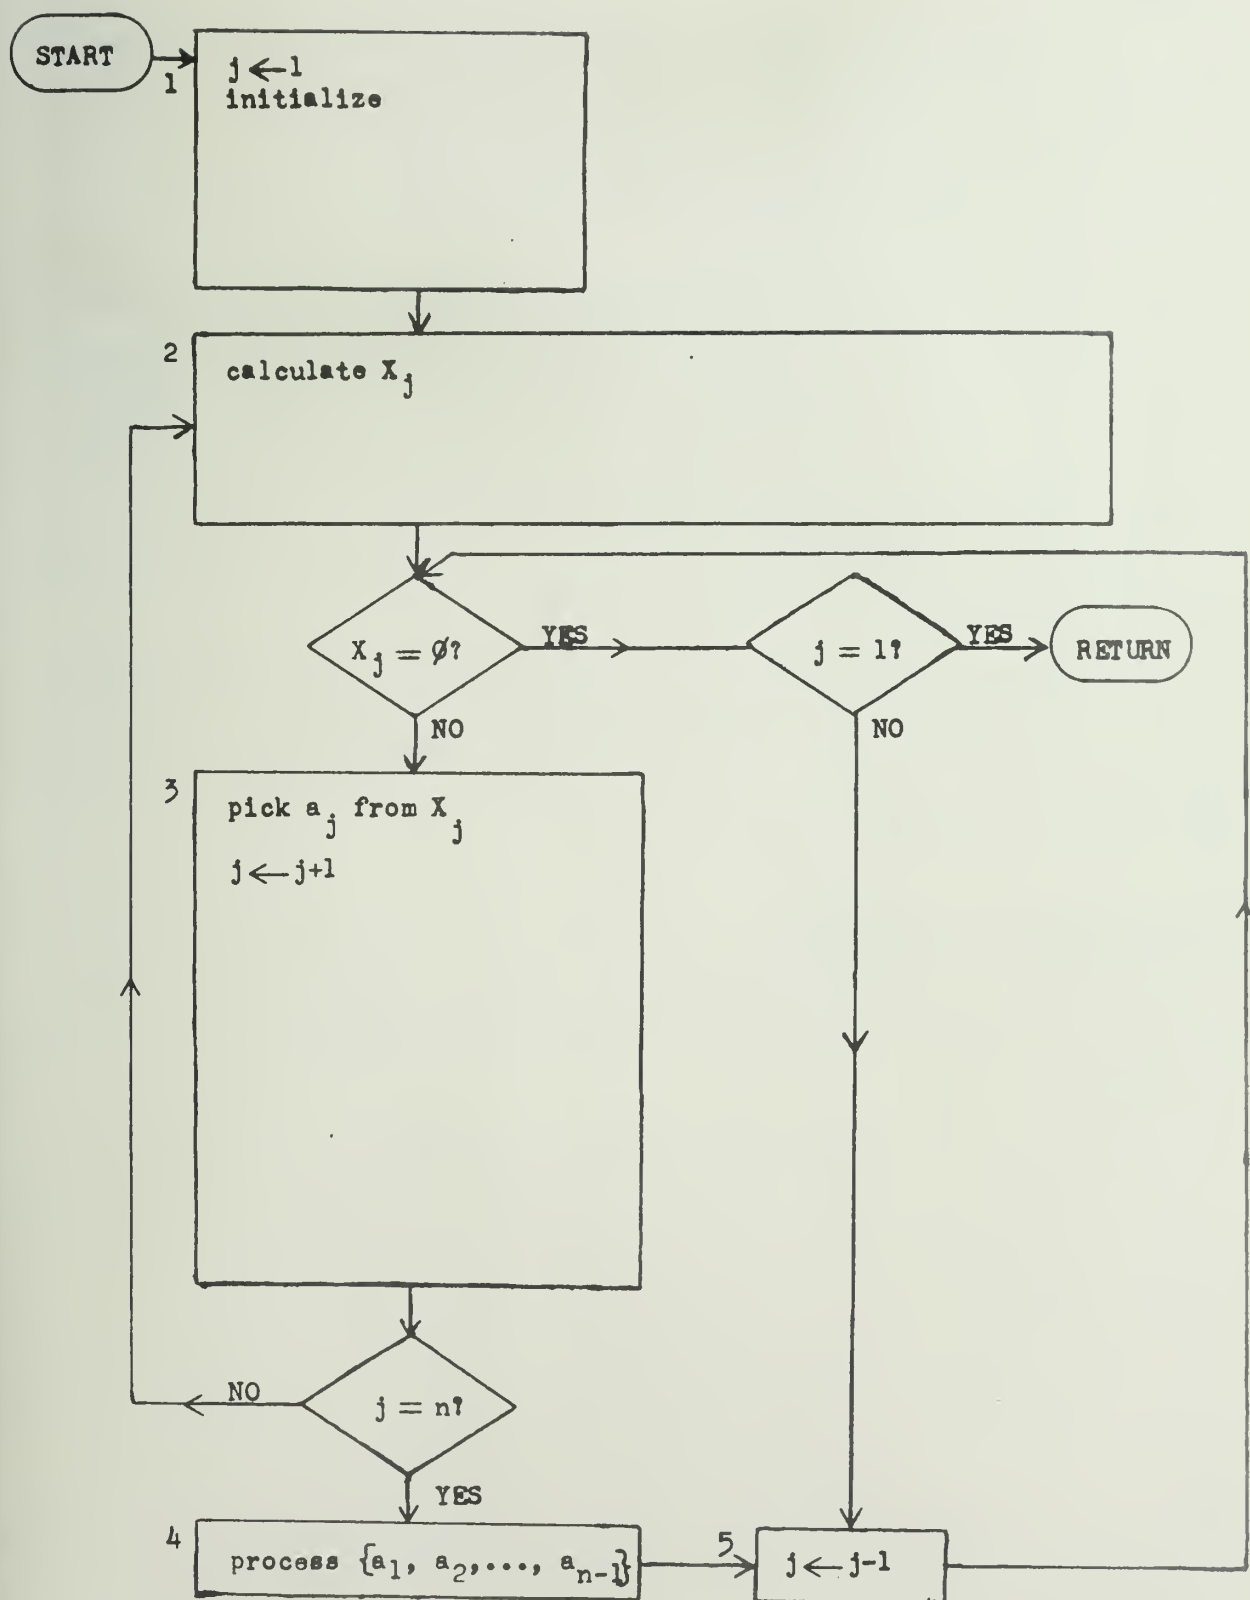 START
1
j ← 1
initialize
2
calculate X_j
X_j = Ø?
YES
j = 1?
YES
RETURN
NO
NO
3
pick a_j from X_j
j ← j+1
NO
j = n?
YES
4
process {a_1, a_2,..., a_n-1}
5
j ← j-1